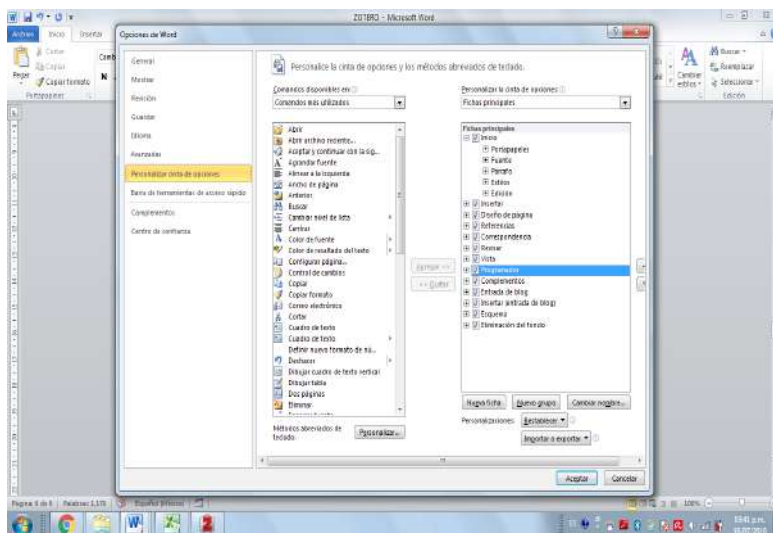 ZOTERO - Microsoft Word
Archivo
Inicio
Insertar
Cortar
Copiar
Copiar formato
Pegar
Portapapeles
N
Opciones de Word
General
Mostrar
Revisión
Guardar
Idioma
Avanzadas
Personalizar cinta de opciones
Barra de herramientas de acceso rápido
Complementos
Centro de confianza
Personalice la cinta de opciones y los métodos abreviados de teclado.
Comandos disponibles en:
Comandos más utilizados
Abrir
Abrir archivo reciente...
Aceptar y continuar con la sig...
Agrandar fuente
Alinear a la izquierda
Ancho de página
Anterior
Buscar
Cambiar nivel de lista
Centrar
Color de fuente
Color de resaltado del texto
Configurar página...
Control de cambios
Copiar
Copiar formato
Correo electrónico
Cortar
Cuadro de texto
Cuadro de texto
Definir nuevo formato de nú...
Deshacer
Dibujar cuadro de texto vertical
Dibujar tabla
Dos páginas
Eliminar
Métodos abreviados de teclado:
Personalizar...
Agregar >>
<< Quitar
Personalizar la cinta de opciones:
Fichas principales
Fichas principales
Inicio
Portapapeles
Fuente
Párrafo
Estilos
Edición
Insertar
Diseño de página
Referencias
Correspondencia
Revisar
Vista
Programador
Complementos
Entrada de blog
Insertar (entrada de blog)
Esquema
Eliminación del fondo
Nueva ficha
Nuevo grupo
Cambiar nombre...
Personalizaciones:
Restablecer
Importar o exportar
Aceptar
Cancelar
Cambiar estilos
Buscar
Reemplazar
Seleccionar
Edición
Página: 6 de 6
Palabras: 1,178
Español (México)
100%